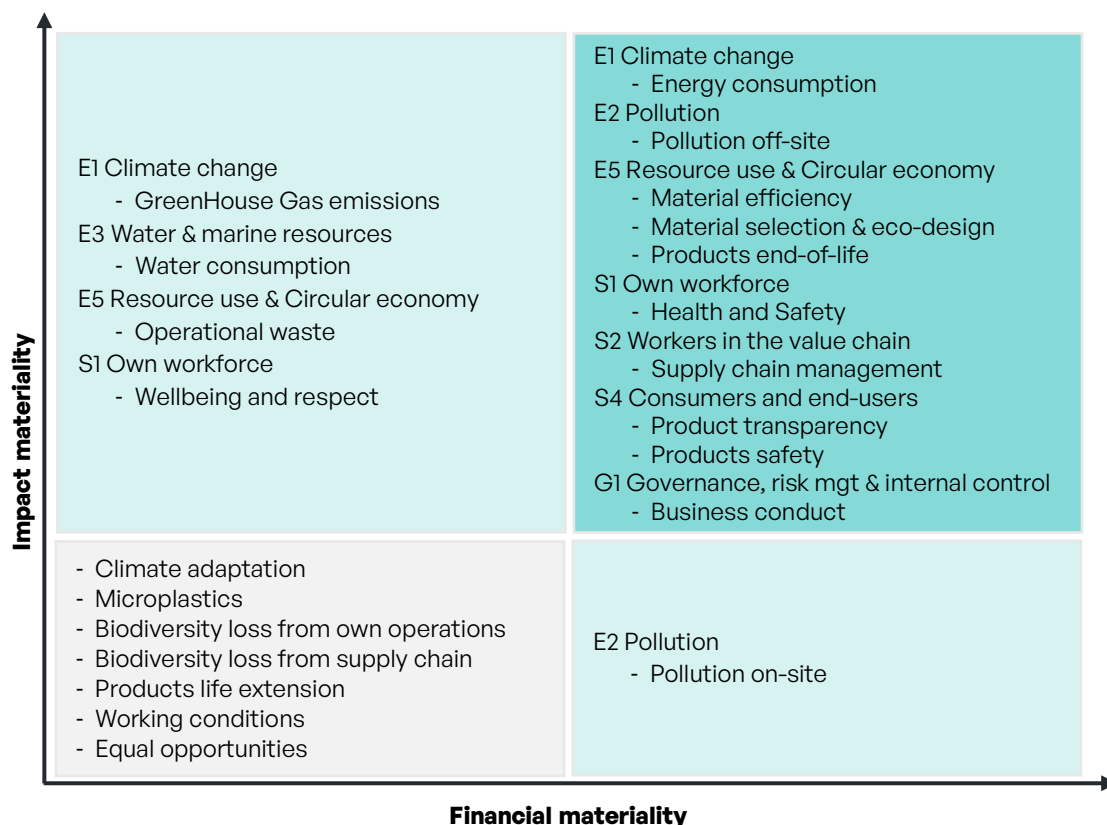 Impact materiality
E1 Climate change
- GreenHouse Gas emissions
E3 Water & marine resources
- Water consumption
E5 Resource use & Circular economy
- Operational waste
S1 Own workforce
- Wellbeing and respect
E1 Climate change
- Energy consumption
E2 Pollution
- Pollution off-site
E5 Resource use & Circular economy
- Material efficiency
- Material selection & eco-design
- Products end-of-life
S1 Own workforce
- Health and Safety
S2 Workers in the value chain
- Supply chain management
S4 Consumers and end-users
- Product transparency
- Products safety
G1 Governance, risk mgt & internal control
- Business conduct
- Climate adaptation
- Microplastics
- Biodiversity loss from own operations
- Biodiversity loss from supply chain
- Products life extension
- Working conditions
- Equal opportunities
E2 Pollution
- Pollution on-site
Financial materiality